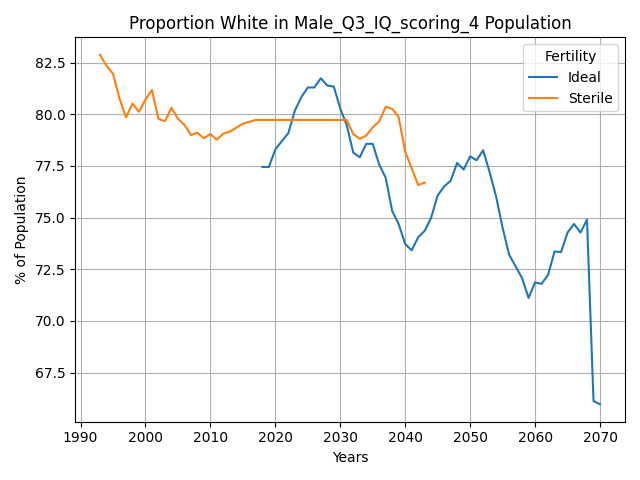 Proportion White in Male_Q3_IQ_scoring_4 Population
Fertility
Ideal
Sterile
% of Population
82.5
80.0
77.5
75.0
72.5
70.0
67.5
1990 2000 2010 2020 2030 2040 2050 2060 2070
Years